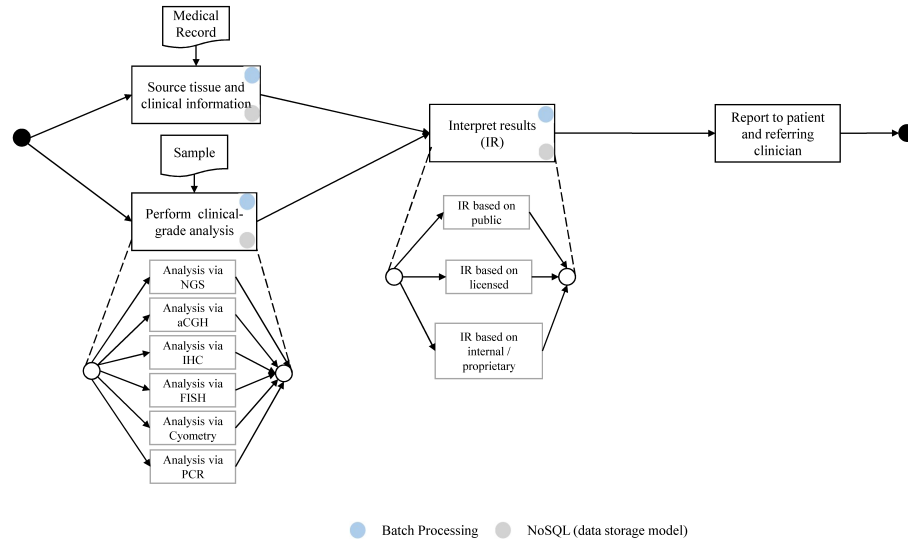 Medical
Record
Source tissue and
clinical information
Sample
Perform clinical-
grade analysis
Analysis via
NGS
Analysis via
aCGH
Analysis via
IHC
Analysis via
FISH
Analysis via
Cyometry
Analysis via
PCR
Interpret results
(IR)
IR based on
public
IR based on
licensed
IR based on
internal /
proprietary
Report to patient
and referring
clinician
Batch Processing
NoSQL (data storage model)